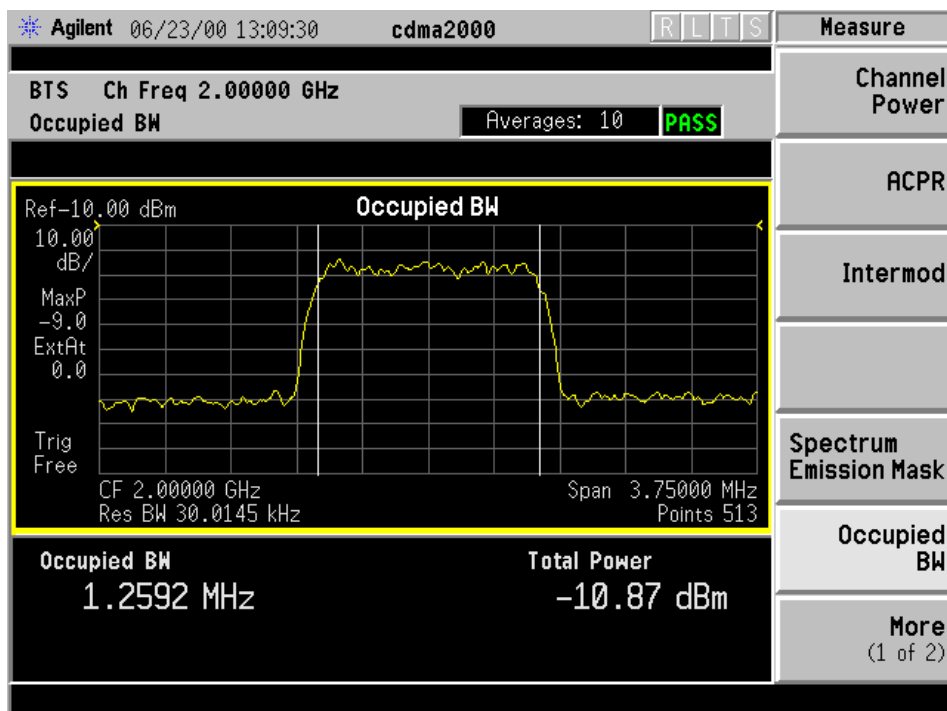 Agilent 06/23/00 13:09:30 cdma2000 R L T S
BTS Ch Freq 2.00000 GHz
Occupied BW
Averages: 10 PASS
Ref-10.00 dBm Occupied BW
10.00
dB/
MaxP
-9.0
ExtAt
0.0
Trig
Free
CF 2.00000 GHz Span 3.75000 MHz
Res BW 30.0145 kHz Points 513
Occupied BW Total Power
1.2592 MHz -10.87 dBm
Measure
Channel
Power
ACPR
Intermod
Spectrum
Emission Mask
Occupied
BW
More
(1 of 2)